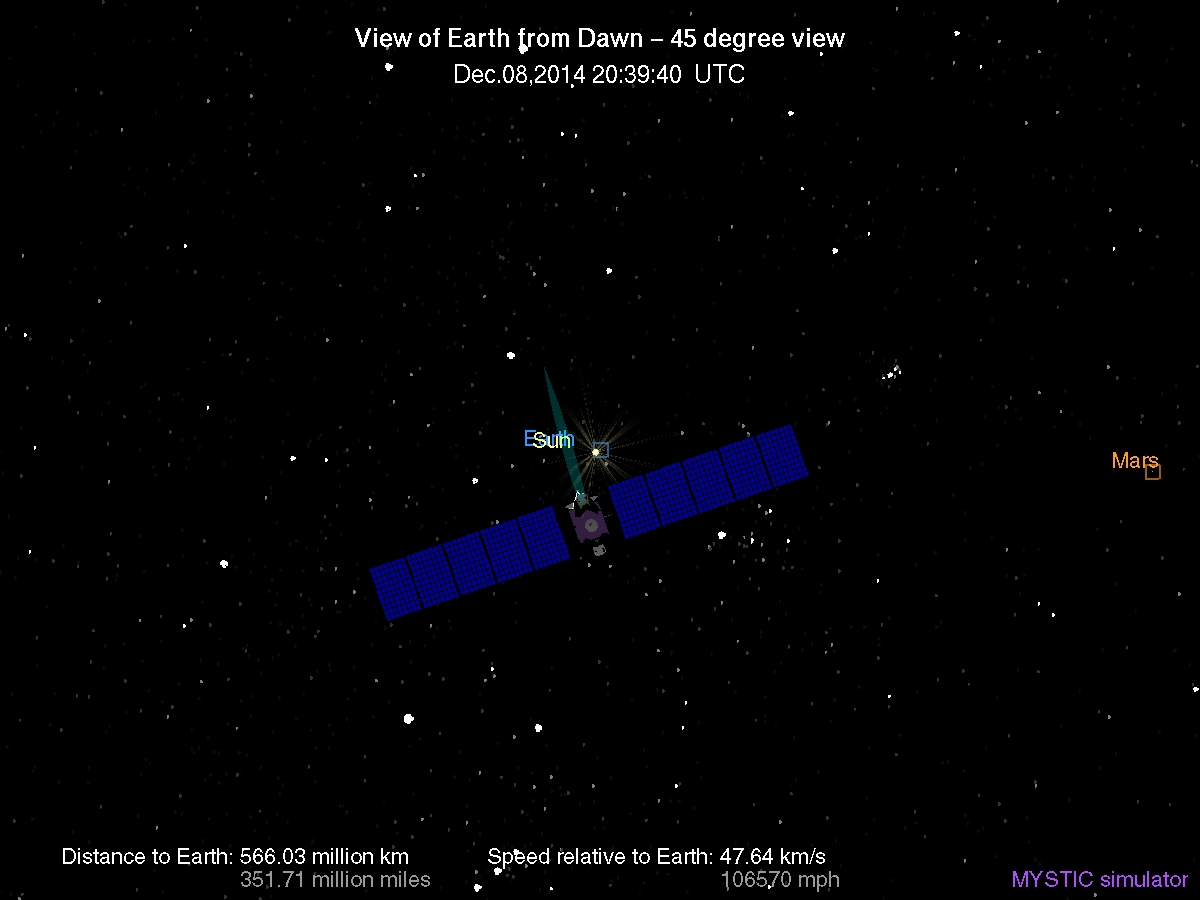 View of Earth from Dawn – 45 degree view
Dec.08,2014 20:39:40 UTC
Earth
Sun
Mars
Distance to Earth: 566.03 million km
351.71 million miles
Speed relative to Earth: 47.64 km/s
106570 mph
MYSTIC simulator